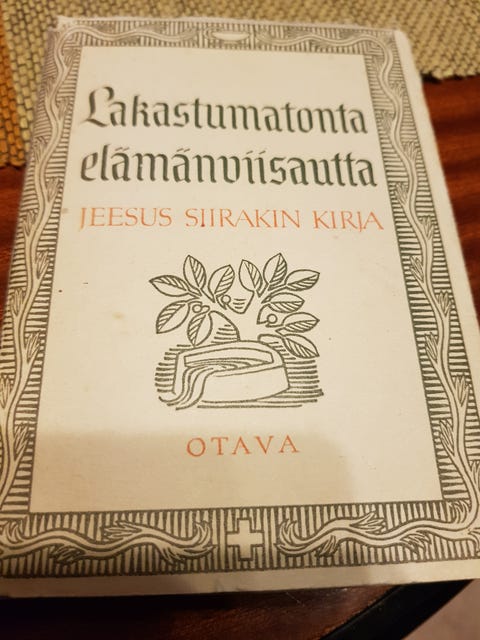 Lakastumatonta
elämänviisautta
JEESUS SIIRAKIN KIRJA
OTAVA